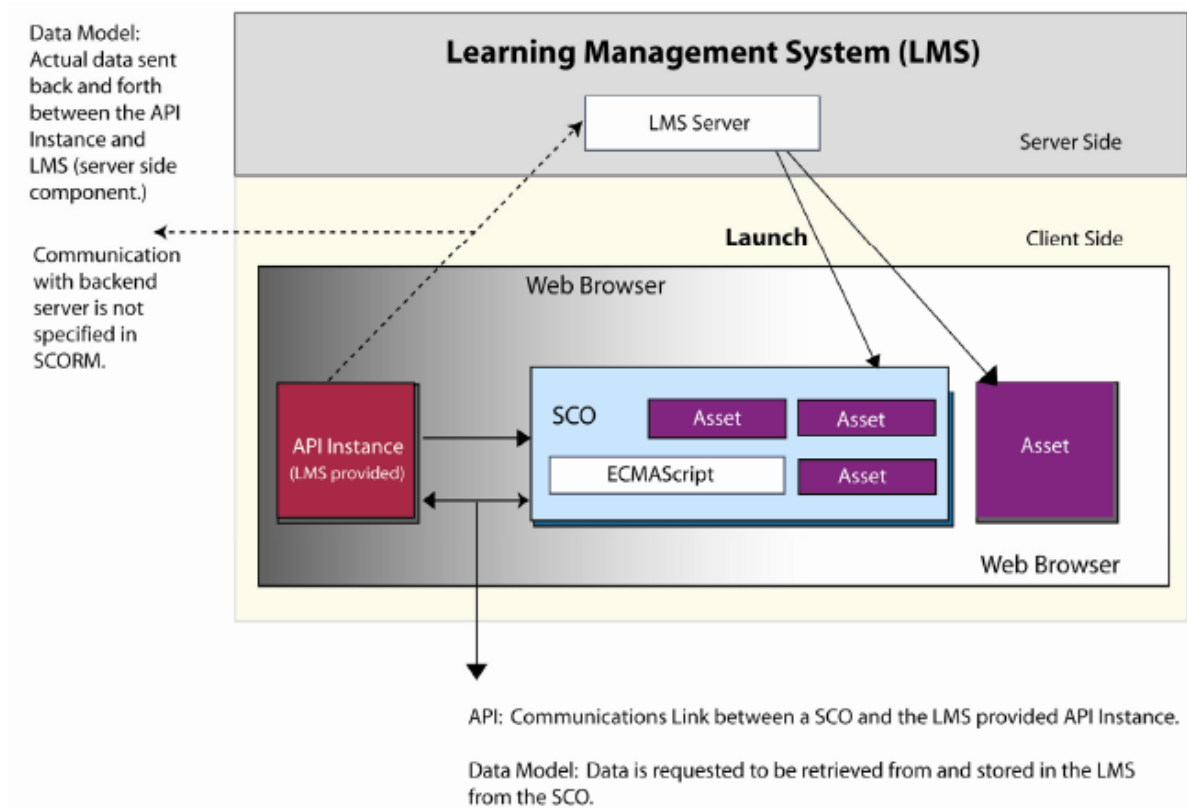 Data Model:
Actual data sent
back and forth
between the API
Instance and
LMS (server side
component.)
Communication
with backend
server is not
specified in
SCORM.
Learning Management System (LMS)
LMS Server
Server Side
Launch
Client Side
Web Browser
API Instance
(LMS provided)
SCO
Asset
Asset
ECMAScript
Asset
Asset
Web Browser
API: Communications Link between a SCO and the LMS provided API Instance.
Data Model: Data is requested to be retrieved from and stored in the LMS
from the SCO.